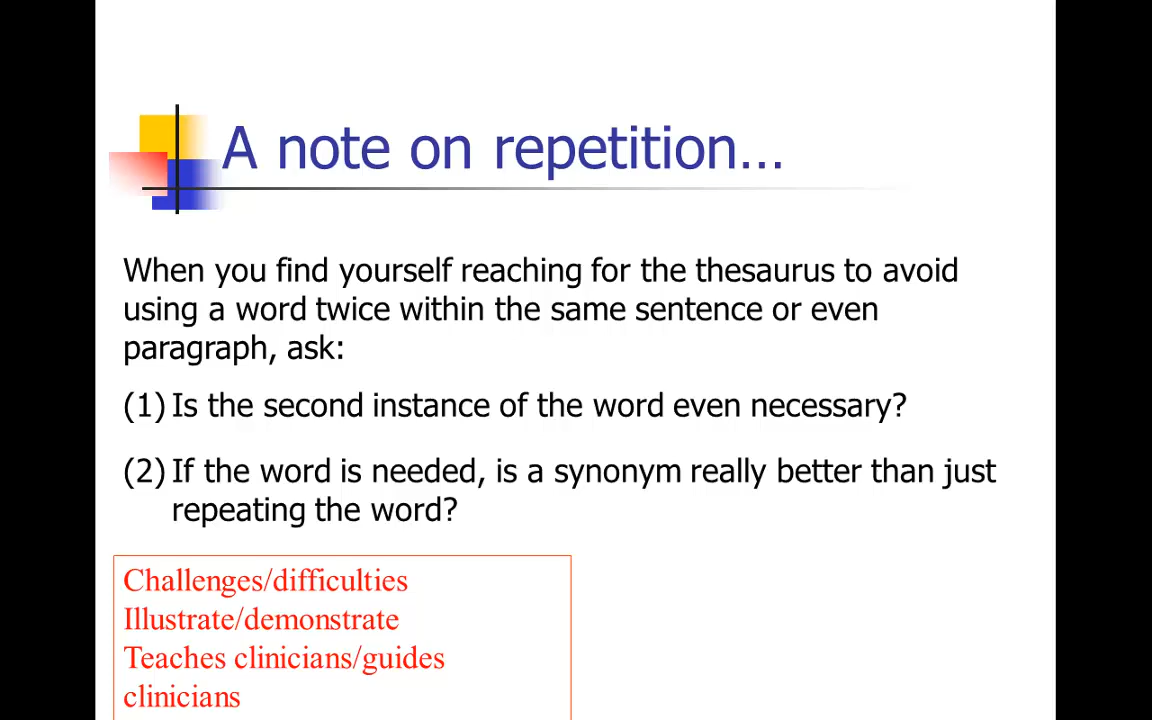 A note on repetition...
When you find yourself reaching for the thesaurus to avoid
using a word twice within the same sentence or even
paragraph, ask:
(1) Is the second instance of the word even necessary?
(2) If the word is needed, is a synonym really better than just
repeating the word?
Challenges/difficulties
Illustrate/demonstrate
Teaches clinicians/guides
clinicians